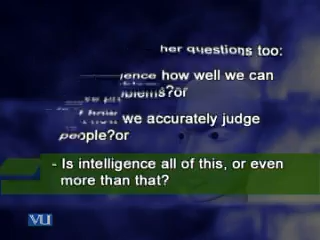 her questions too:
how well we can
or
we accurately judge
people?or
- Is intelligence all of this, or even
more than that?
VU